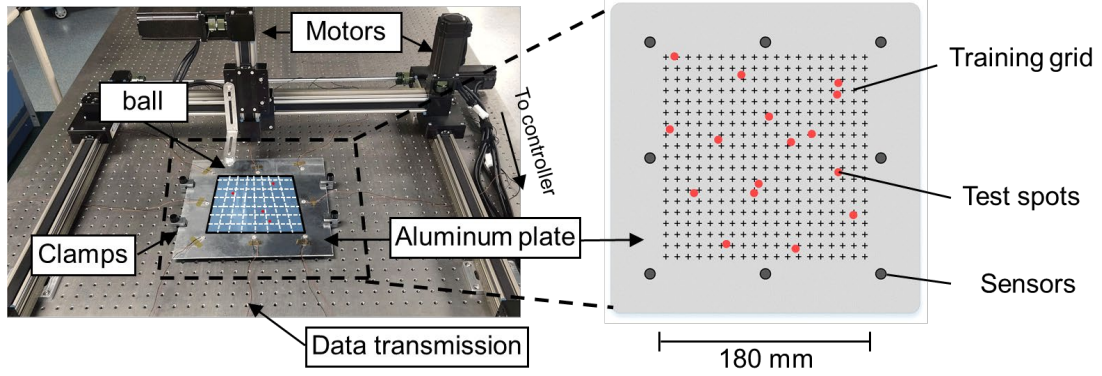 Motors
ball
To controller
Clamps
Aluminum plate
Data transmission
Training grid
Test spots
Sensors
180 mm